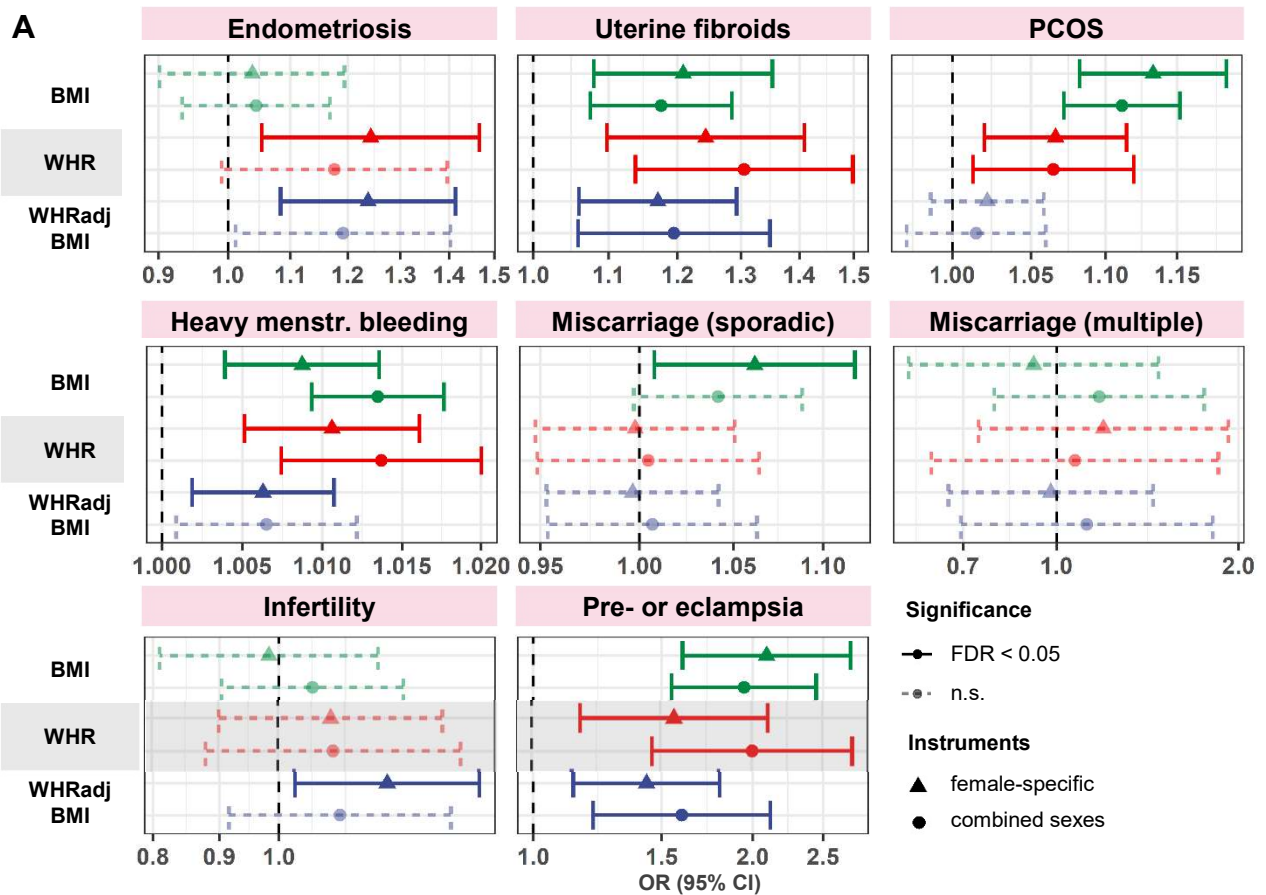 A
Endometriosis
Uterine fibroids
PCOS
BMI
WHR
WHRadj
BMI
0.9 1.0 1.1 1.2 1.3 1.4 1.5
1.0 1.1 1.2 1.3 1.4 1.5
1.00 1.05 1.10 1.15
Heavy menstr. bleeding
Miscarriage (sporadic)
Miscarriage (multiple)
BMI
WHR
WHRadj
BMI
1.000 1.005 1.010 1.015 1.020
0.95 1.00 1.05 1.10
0.7 1.0 2.0
Infertility
Pre- or eclampsia
BMI
WHR
WHRadj
BMI
0.8 0.9 1.0
1.0 1.5 2.0 2.5
OR (95% CI)
Significance
FDR < 0.05
n.s.
Instruments
female-specific
combined sexes